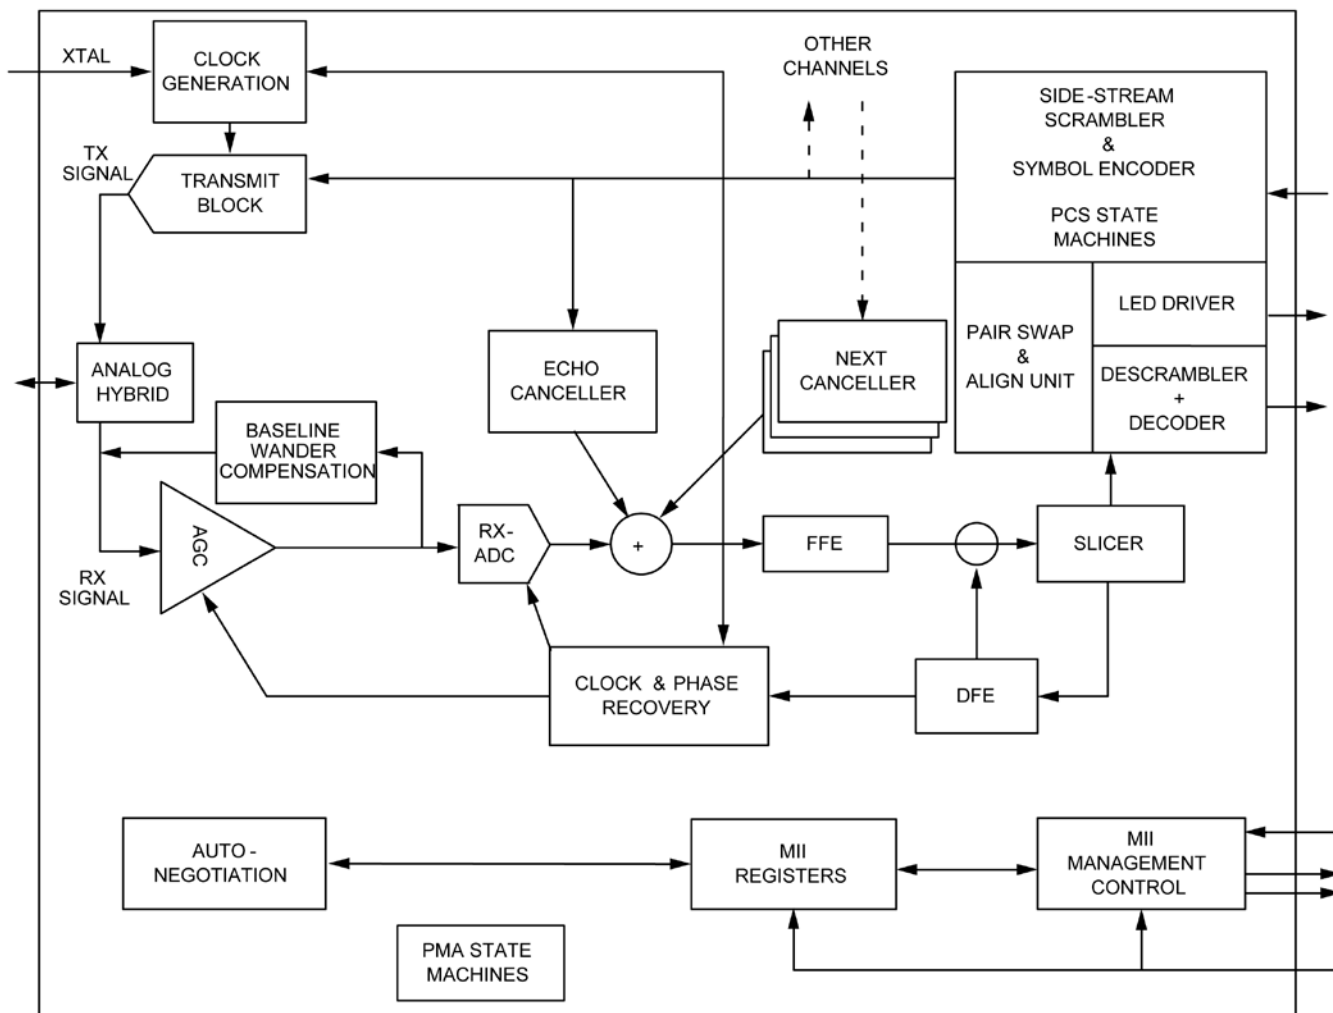 XTAL
CLOCK
GENERATION
OTHER
CHANNELS
SIDE-STREAM
SCRAMBLER
&
SYMBOL ENCODER
PCS STATE
MACHINES
TX
SIGNAL
TRANSMIT
BLOCK
LED DRIVER
PAIR SWAP
&
ALIGN UNIT
DESCRAMBLER
+
DECODER
ANALOG
HYBRID
ECHO
CANCELLER
NEXT
CANCELLER
BASELINE
WANDER
COMPENSATION
AGC
RX-
ADC
+
FFE
SLICER
RX
SIGNAL
CLOCK & PHASE
RECOVERY
DFE
AUTO-
NEGOTIATION
MII
REGISTERS
MII
MANAGEMENT
CONTROL
PMA STATE
MACHINES